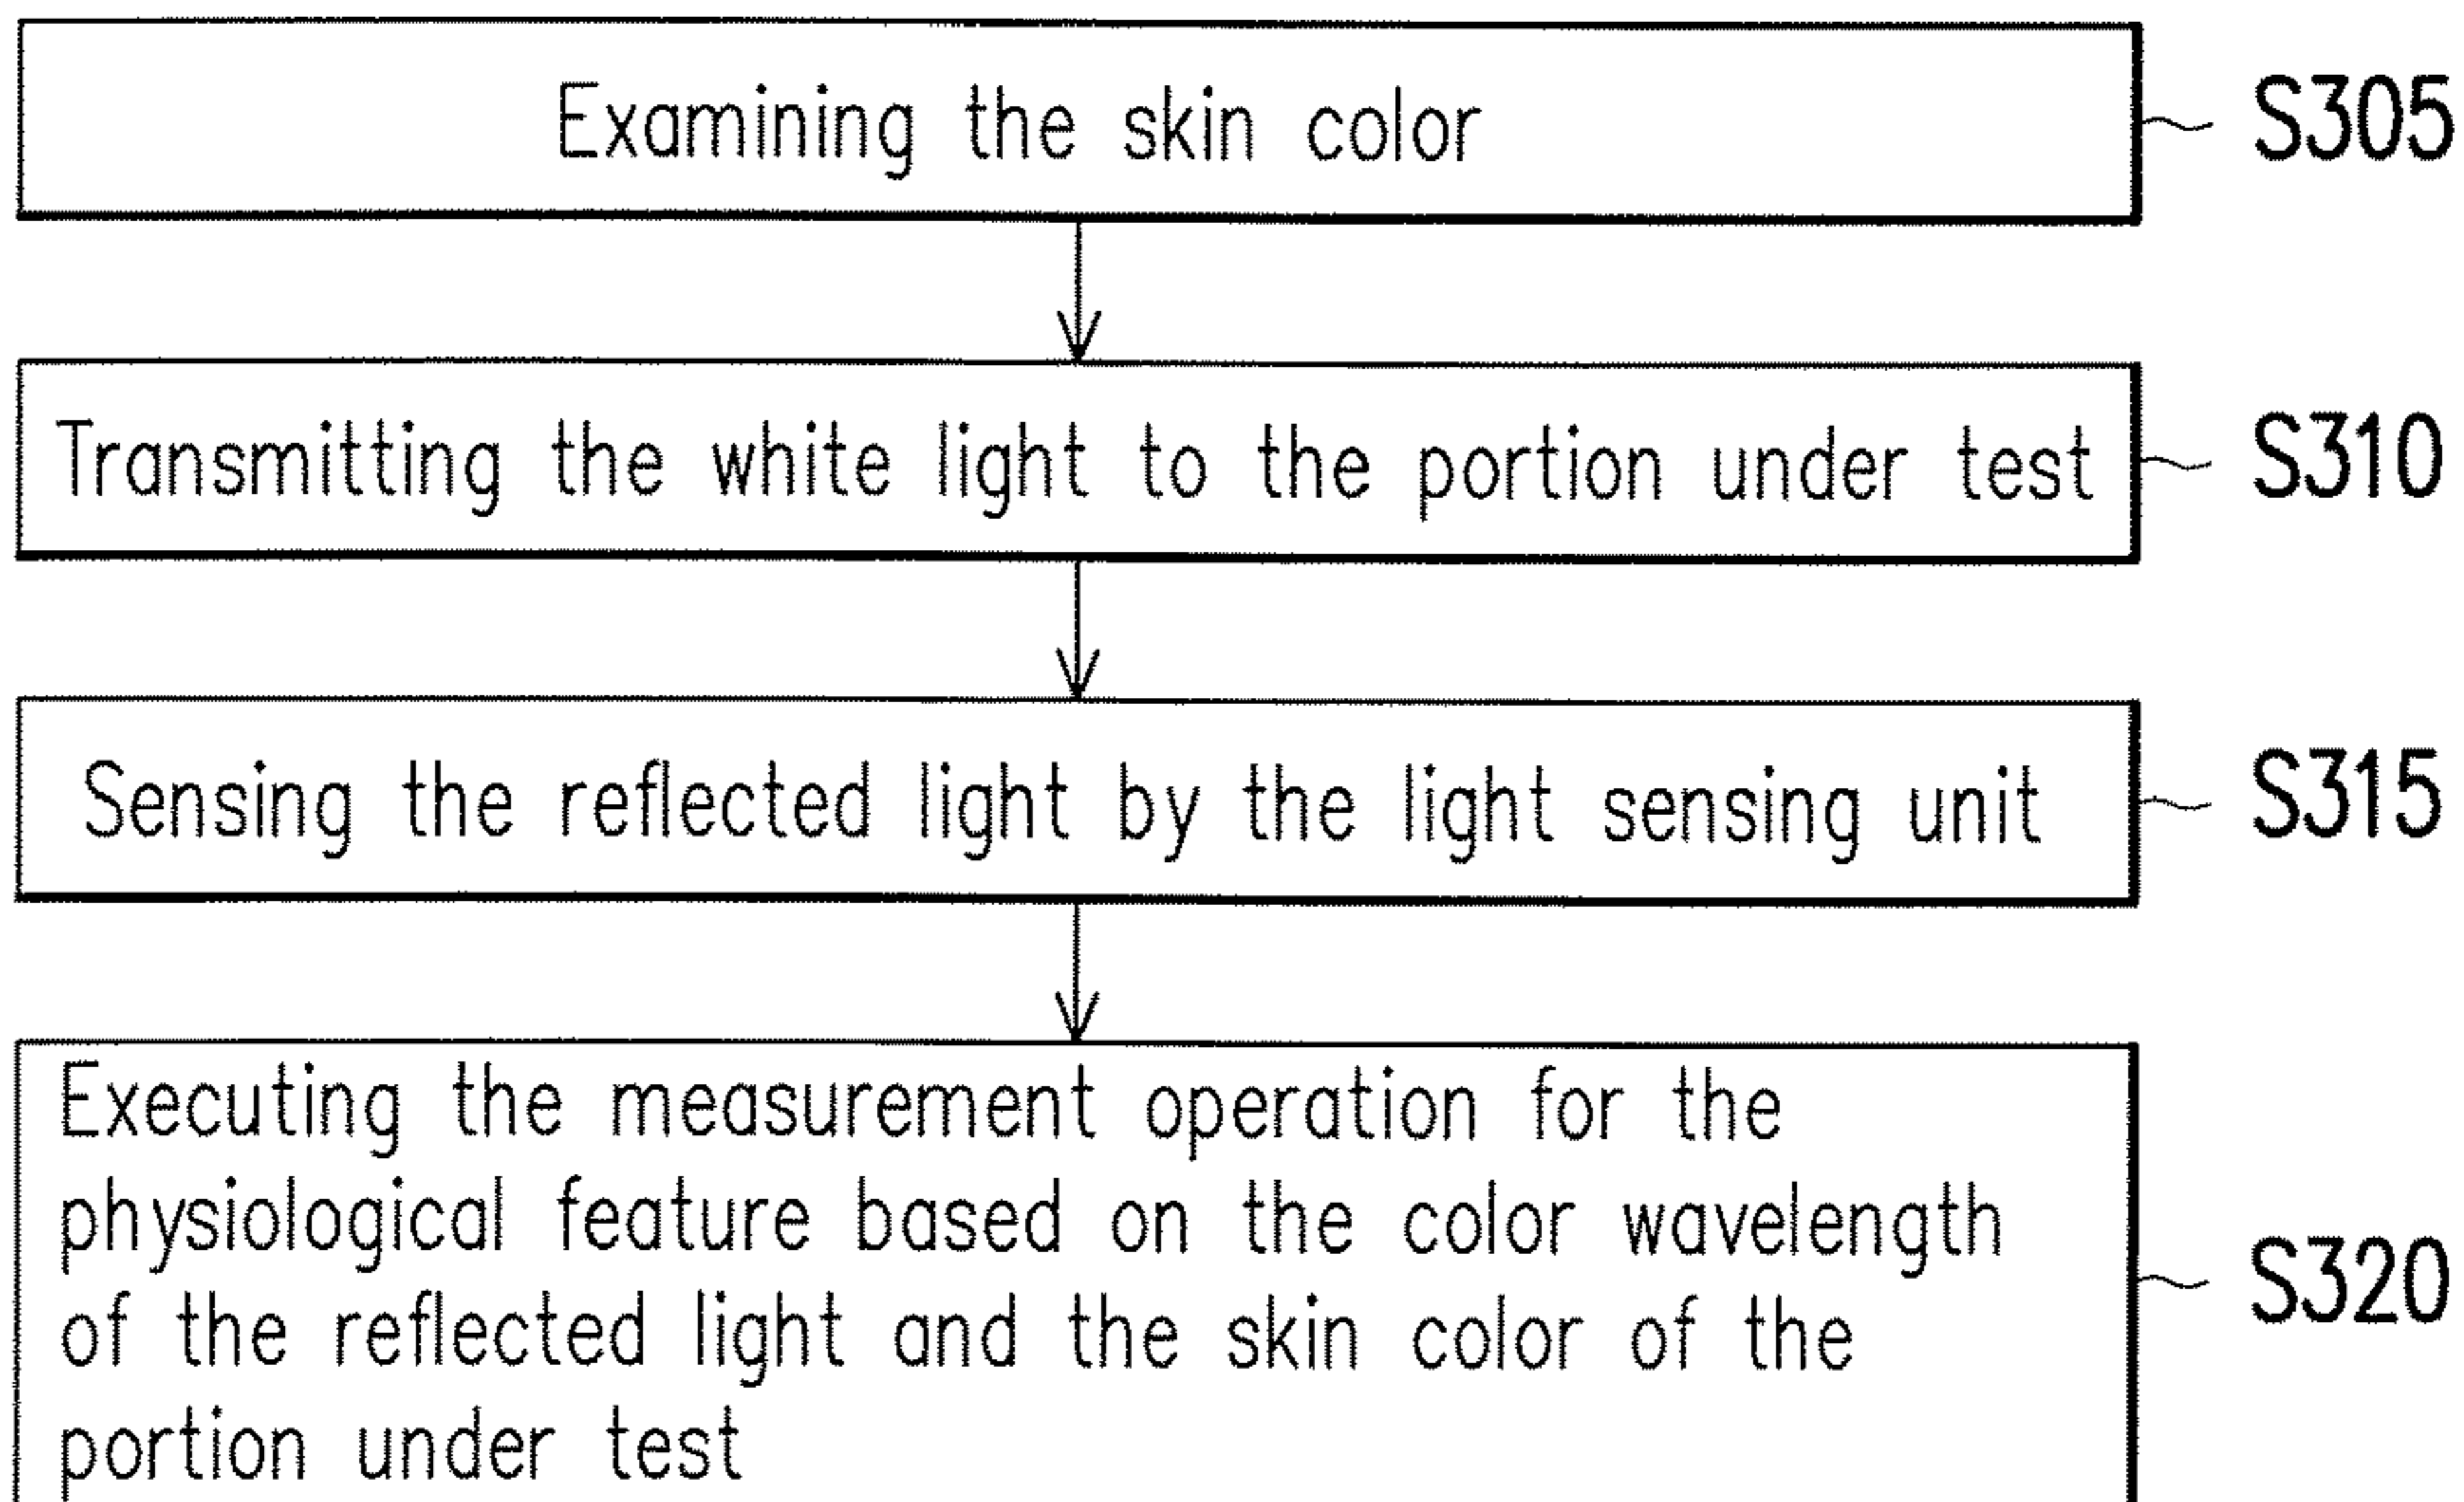 Examining the skin color
S305
Transmitting the white light to the portion under test
S310
Sensing the reflected light by the light sensing unit
S315
Executing the measurement operation for the
physiological feature based on the color wavelength
of the reflected light and the skin color of the
portion under test
S320